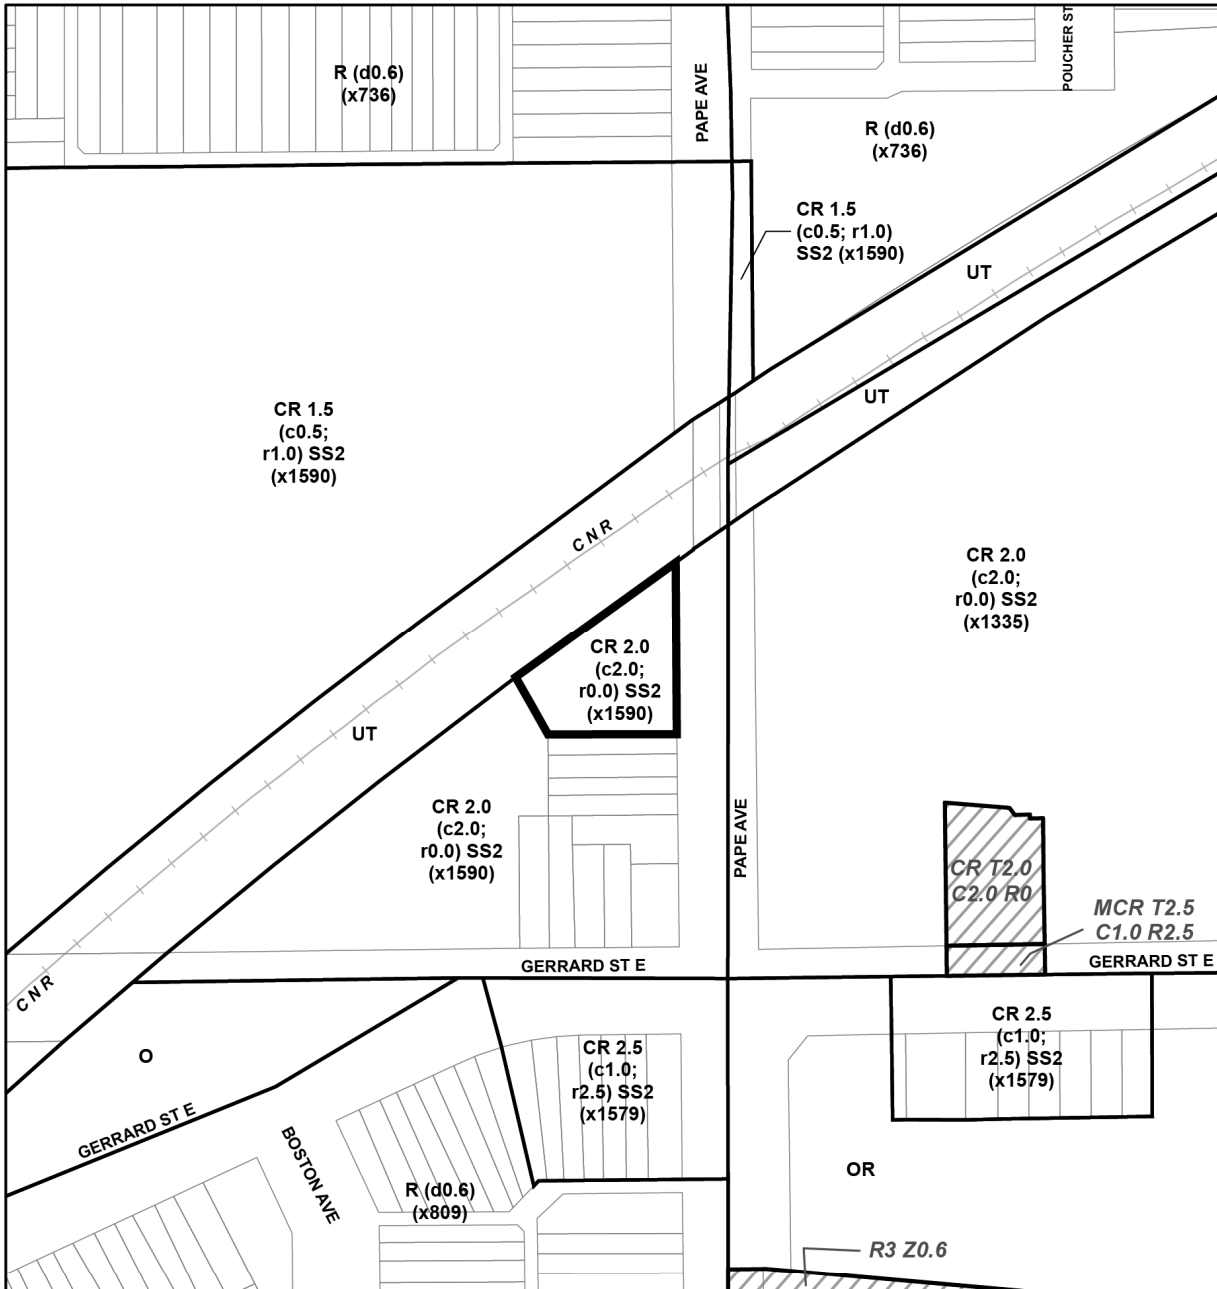 R (d0.6)
(x736)
PAPE AVE
POUCHER ST
R (d0.6)
(x736)
CR 1.5
(c0.5; r1.0)
SS2 (x1590)
UT
UT
CR 1.5
(c0.5;
r1.0) SS2
(x1590)
CNR
CR 2.0
(c2.0;
r0.0) SS2
(x1335)
CR 2.0
(c2.0;
r0.0) SS2
(x1590)
UT
CR 2.0
(c2.0;
r0.0) SS2
(x1590)
PAPE AVE
CR T2.0
C2.0 R0
MCR T2.5
C1.0 R2.5
GERRARD ST E
GERRARD ST E
CNR
O
CR 2.5
(c1.0;
r2.5) SS2
(x1579)
CR 2.5
(c1.0;
r2.5) SS2
(x1579)
GERRARD ST E
BOSTON AVE
R (d0.6)
(x809)
OR
R3 Z0.6